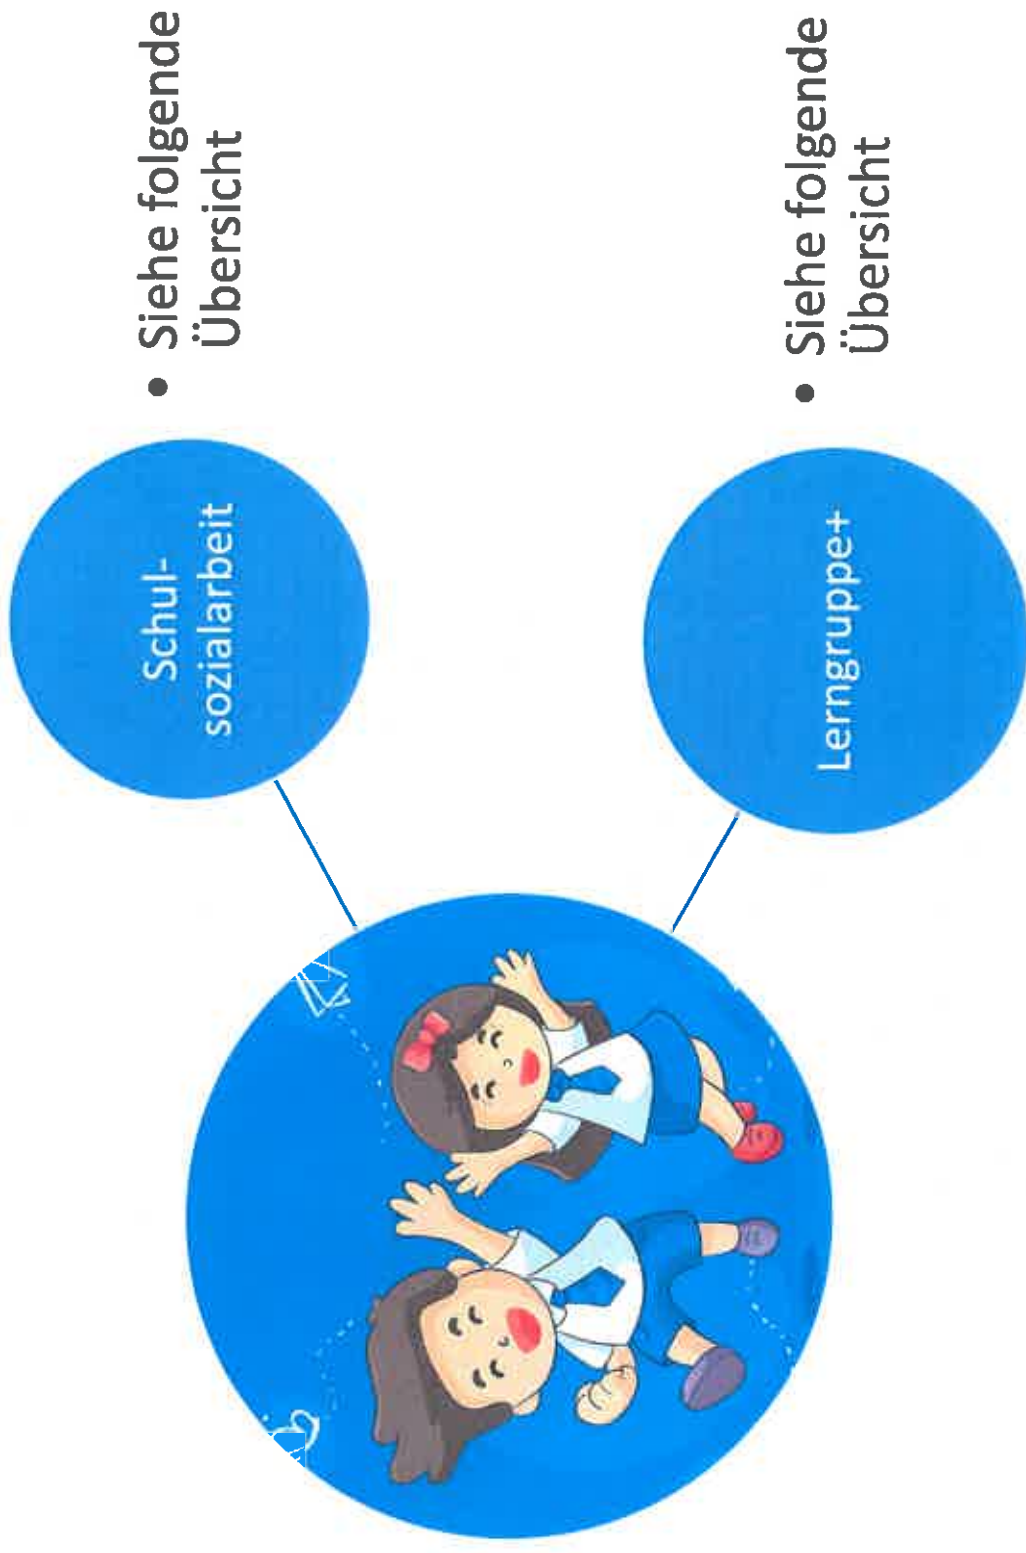 Schul-
sozialarbeit
• Siehe folgende
Übersicht
Lerngruppe+
• Siehe folgende
Übersicht